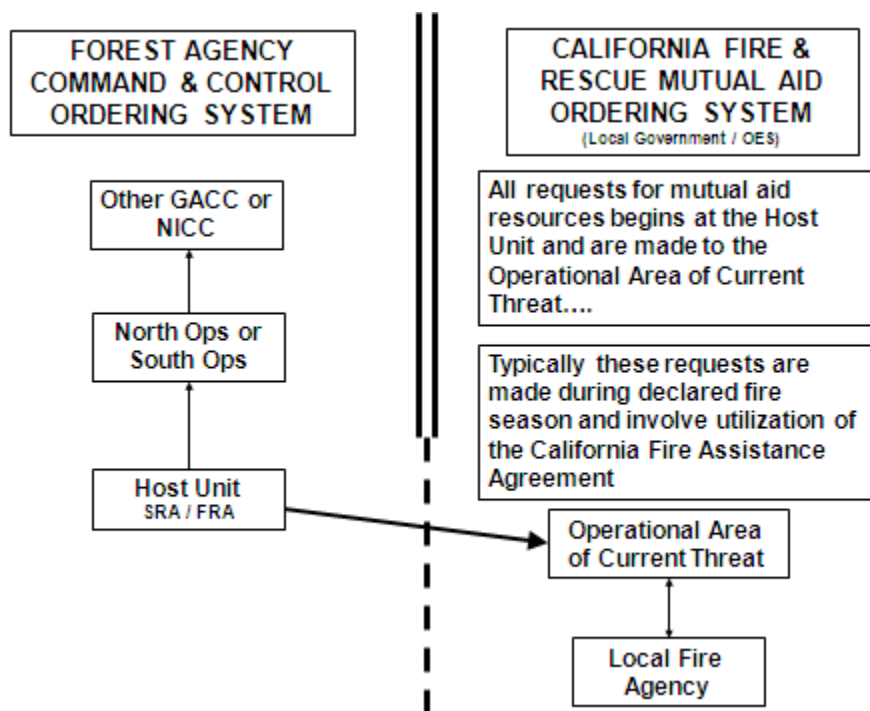 FOREST AGENCY
COMMAND & CONTROL
ORDERING SYSTEM
Other GACC or
NICC
North Ops or
South Ops
Host Unit
SRA / FRA
CALIFORNIA FIRE &
RESCUE MUTUAL AID
ORDERING SYSTEM
(Local Government / OES)
All requests for mutual aid
resources begins at the Host
Unit and are made to the
Operational Area of Current
Threat....
Typically these requests are
made during declared fire
season and involve utilization of
the California Fire Assistance
Agreement
Operational Area
of Current Threat
Local Fire
Agency